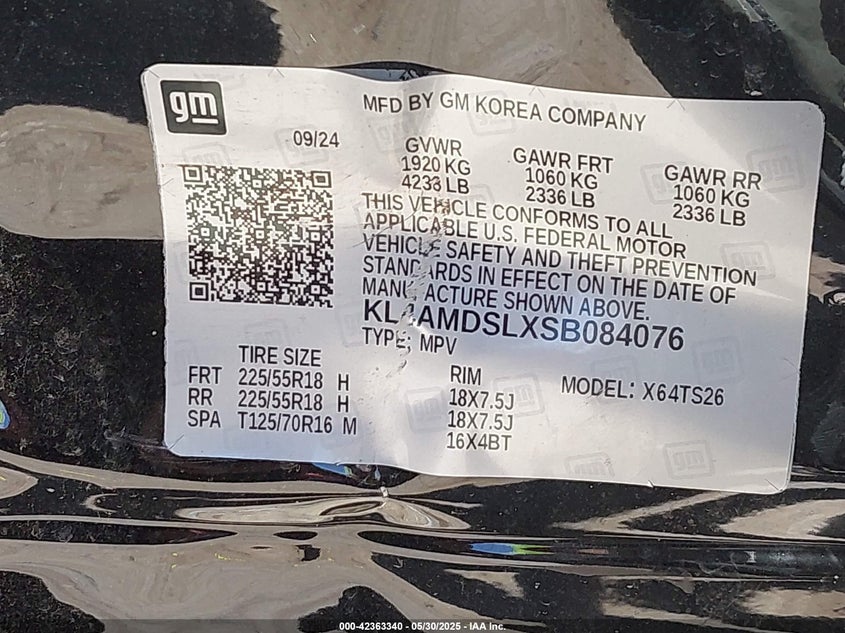 gm
MFD BY GM KOREA COMPANY
09/24
GVWR
1920 KG
4233 LB
GAWR FRT
1060 KG
2336 LB
GAWR RR
1060 KG
2336 LB
THIS VEHICLE CONFORMS TO ALL
APPLICABLE U.S. FEDERAL MOTOR
VEHICLE SAFETY AND THEFT PREVENTION
STANDARDS IN EFFECT ON THE DATE OF
MANUFACTURE SHOWN ABOVE.
KL4AMDSLXSB084076
TYPE: MPV
MODEL: X64TS26
TIRE SIZE RIM
FRT 225/55R18 H 18X7.5J
RR 225/55R18 H 18X7.5J
SPA T125/70R16 M 16X4BT
000-42363340 - 05/30/2025 - IAA Inc.